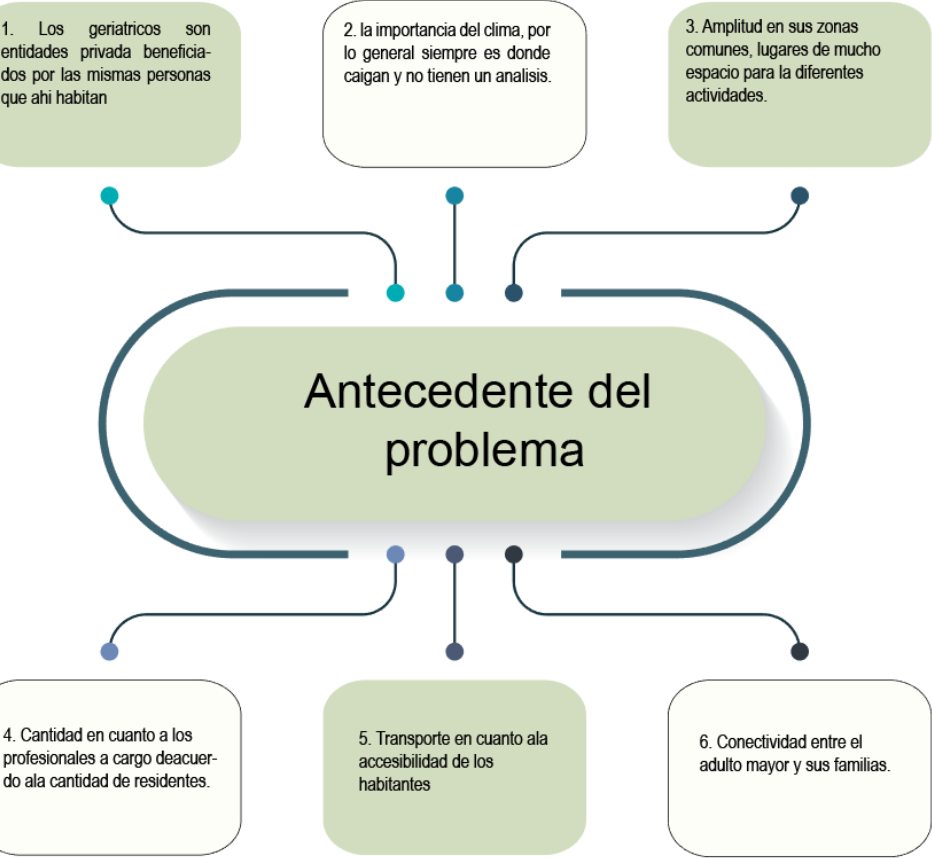 1. Los geriatricos son
entidades privada beneficia-
dos por las mismas personas
que ahi habitan
2. la importancia del clima, por
lo general siempre es donde
caigan y no tienen un analisis.
3. Amplitud en sus zonas
comunes, lugares de mucho
espacio para la diferentes
actividades.
Antecedente del
problema
4. Cantidad en cuanto a los
profesionales a cargo deacuer-
do ala cantidad de residentes.
5. Transporte en cuanto ala
accesibilidad de los
habitantes
6. Conectividad entre el
adulto mayor y sus familias.